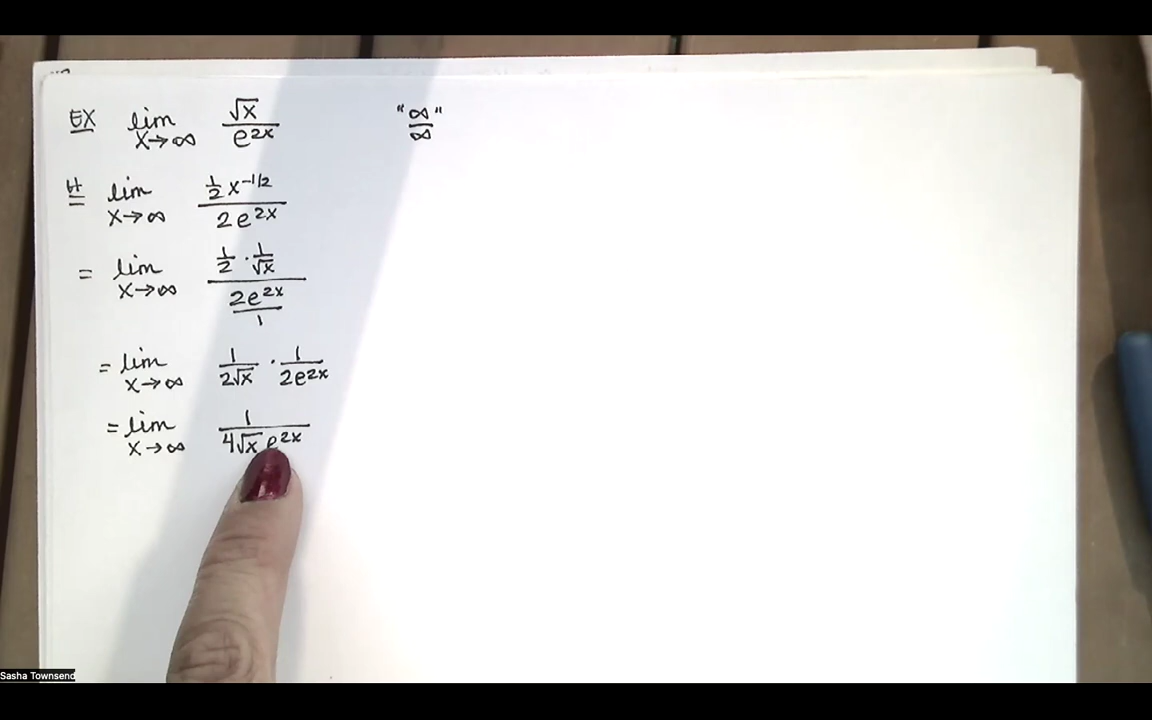 EX lim x→∞ √x / e^2x "∞/∞"
H= lim x→∞ ½ x^-1/2 / 2e^2x
= lim x→∞ ½ · 1/√x / 2e^2x/1
= lim x→∞ 1/2√x · 1/2e^2x
= lim x→∞ 1/4√x e^2x
Sasha Townsend